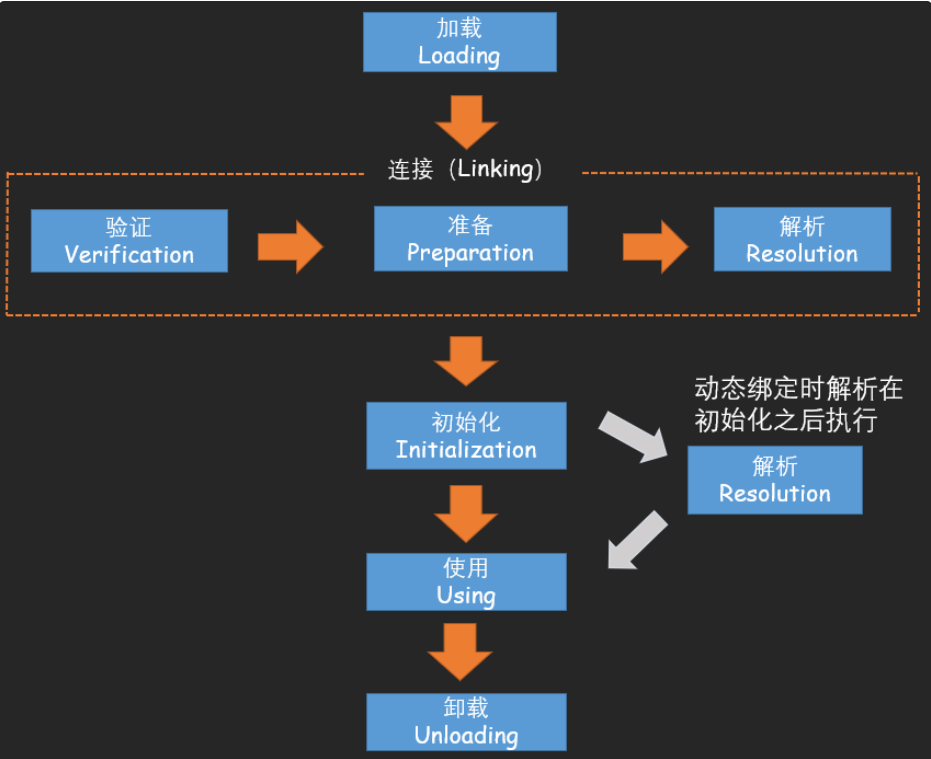 加载
Loading
连接（Linking）
验证
Verification
准备
Preparation
解析
Resolution
初始化
Initialization
动态绑定时解析在
初始化之后执行
解析
Resolution
使用
Using
卸载
Unloading